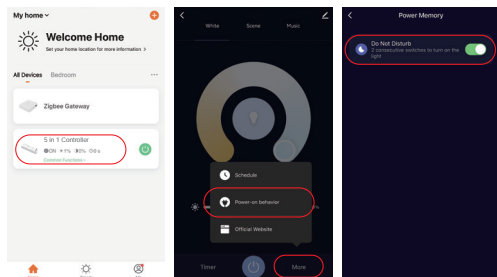 My home
Welcome Home
Set your home location for more information >
All Devices Bedroom
Zigbee Gateway
5 in 1 Controller
Common Functions >
White Scene Music
Schedule
Power-on behavior
Official Website
Timer More
Power Memory
Do Not Disturb
2 consecutive switches to turn on the
light